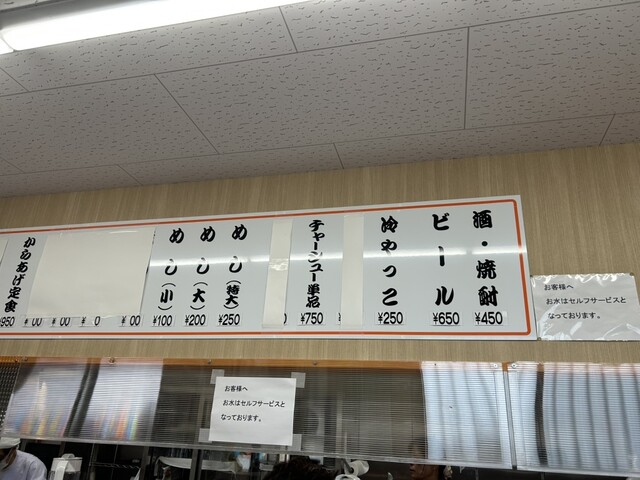 酒・焼酎
¥450
ビール
¥650
冷やっこ
¥250
チャーシュー単品
¥750
めし(特大)
¥250
めし(大)
¥200
めし(小)
¥100
からあげ定食
950
お客様へ
お水はセルフサービスと
なっております。
お客様へ
お水はセルフサービスと
なっております。